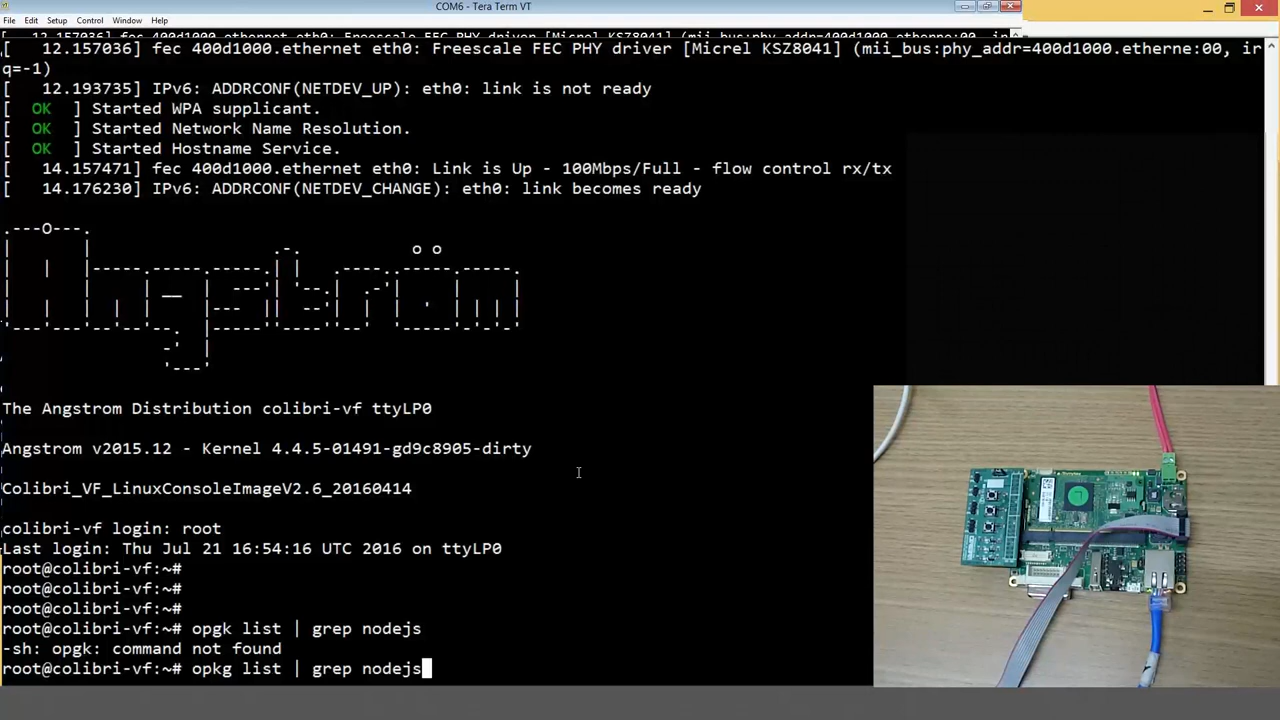 COM6 - Tera Term VT
File Edit Setup Control Window Help
[ 12.157036] fec 400d1000.ethernet eth0: Freescale FEC PHY driver [Micrel KSZ8041] (mii_bus:phy_addr=400d1000.etherne:00, ir
q=-1)
[ 12.193735] IPv6: ADDRCONF(NETDEV_UP): eth0: link is not ready
[ OK ] Started WPA supplicant.
[ OK ] Started Network Name Resolution.
[ OK ] Started Hostname Service.
[ 14.157471] fec 400d1000.ethernet eth0: Link is Up - 100Mbps/Full - flow control rx/tx
[ 14.176230] IPv6: ADDRCONF(NETDEV_CHANGE): eth0: link becomes ready
Angström
The Angstrom Distribution colibri-vf ttyLP0
Angstrom v2015.12 - Kernel 4.4.5-01491-gd9c8905-dirty
Colibri_VF_LinuxConsoleImageV2.6_20160414
colibri-vf login: root
Last login: Thu Jul 21 16:54:16 UTC 2016 on ttyLP0
root@colibri-vf:~#
root@colibri-vf:~#
root@colibri-vf:~#
root@colibri-vf:~# opgk list | grep nodejs
-sh: opgk: command not found
root@colibri-vf:~# opkg list | grep nodejs